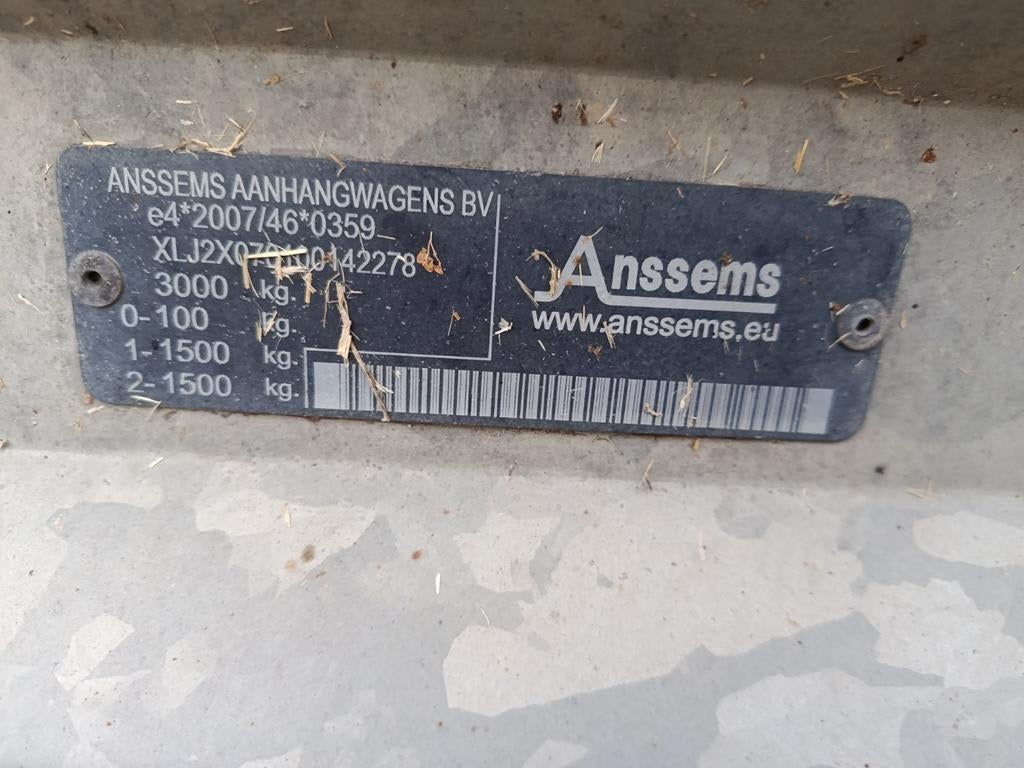 ANSSEMS AANHANGWAGENS BV
e4*2007/46*0359
3000 kg.
0-100 kg.
1-1500 kg.
2-1500 kg.
Anssems
www.anssems.eu